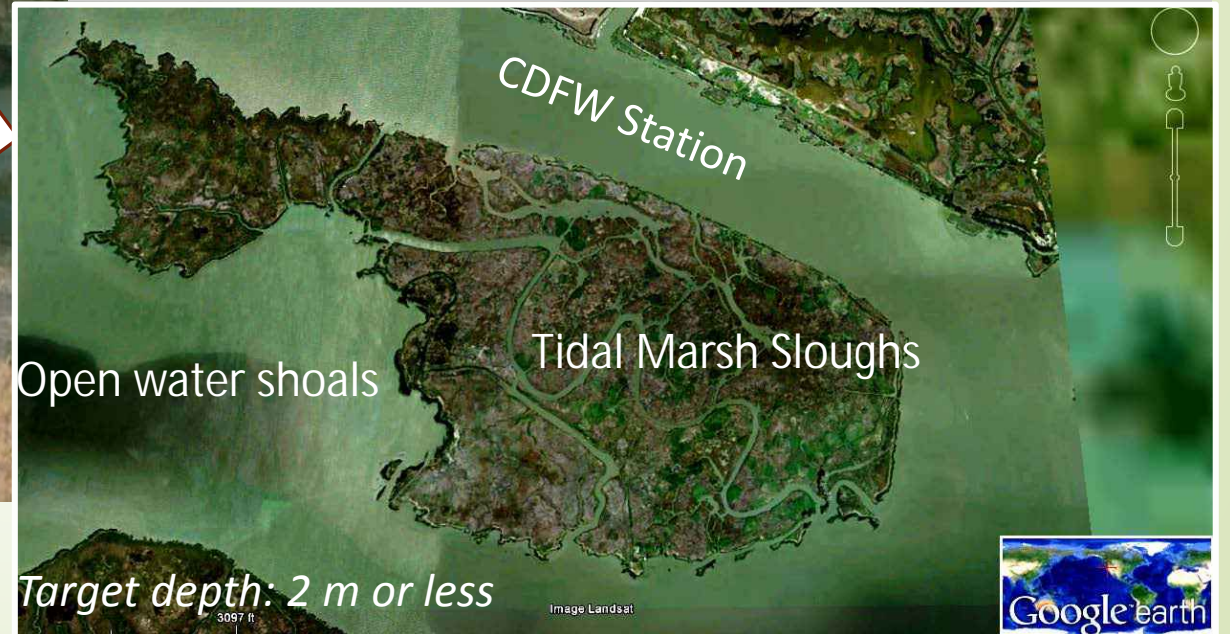 CDFW Station
Tidal Marsh Sloughs
Open water shoals
Target depth: 2 m or less
3097 ft
Image Landsat
Google earth